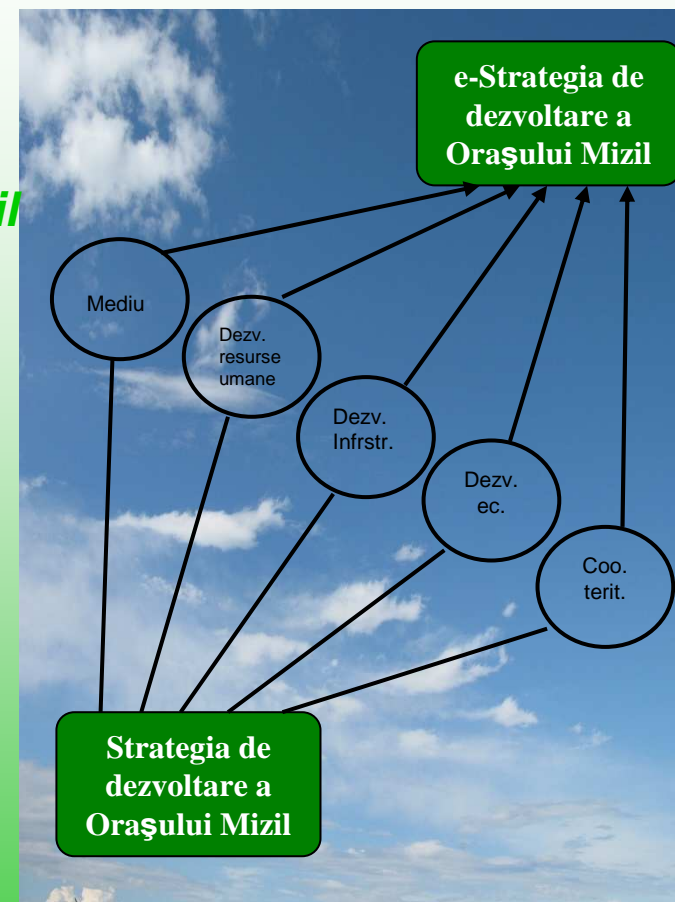 e-Strategia de
dezvoltare a
Oraşului Mizil
il
Mediu
Dezv.
resurse
umane
Dezv.
Infrstr.
Dezv.
ec.
Coo.
terit.
Strategia de
dezvoltare a
Oraşului Mizil